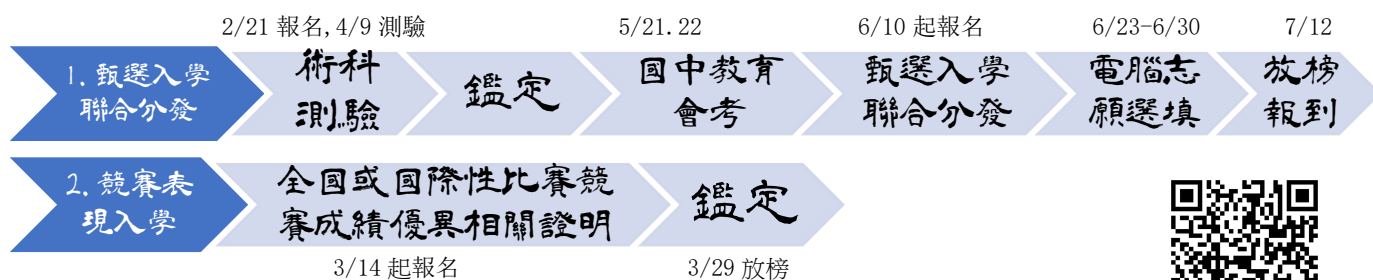 2/21 報名,4/9 測驗
5/21.22
6/10 起報名
6/23-6/30
7/12
1. 甄選入學
聯合分發
術科
測驗
鑑定
國中教育
會考
甄選入學
聯合分發
電腦志
願選填
放榜
報到
2. 競賽表
現入學
全國或國際性比賽競
賽成績優異相關證明
鑑定
3/14 起報名
3/29 放榜